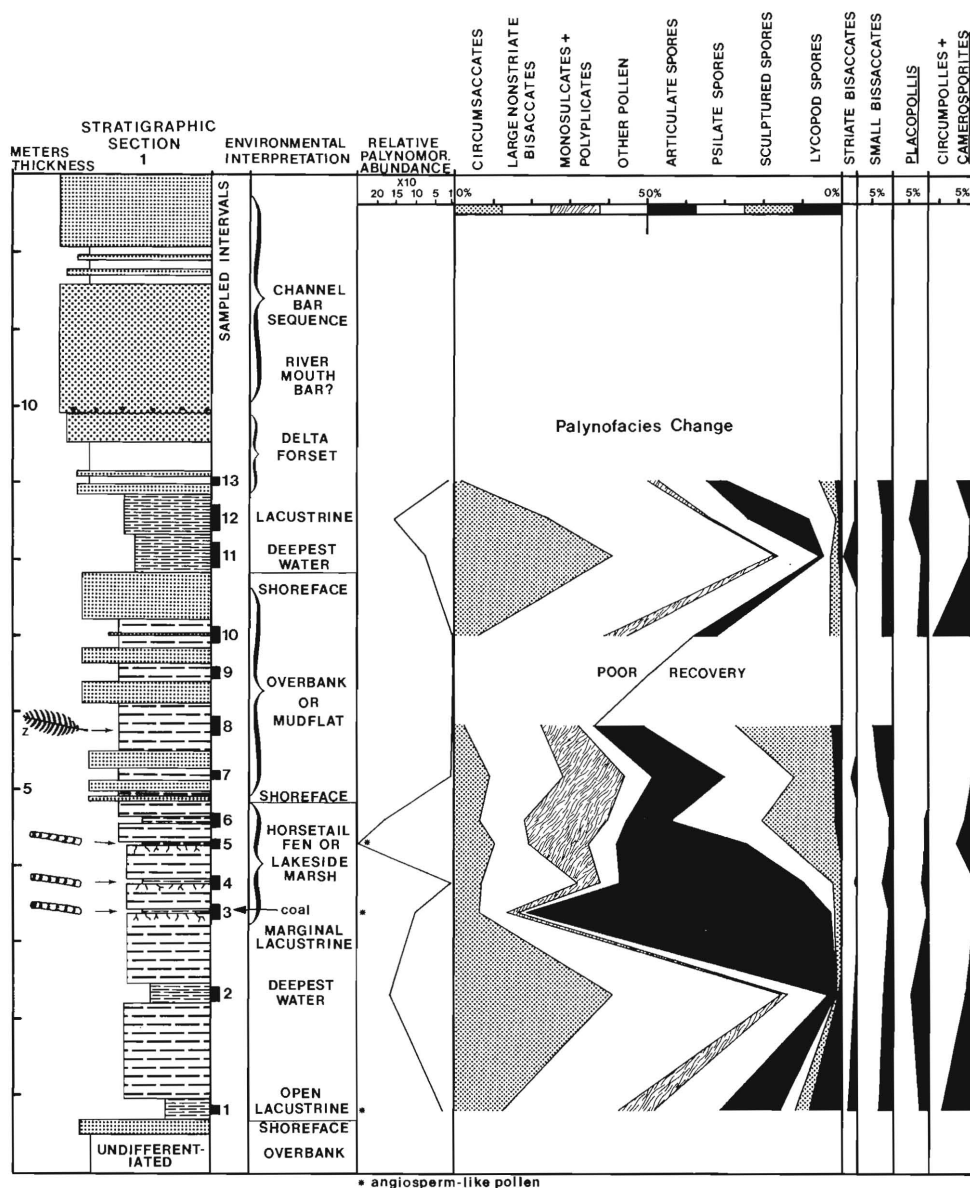 CIRCUMSACCATES
LARGE NONSTRIATE
BISACCATES
MONOSULCATES +
POLYPLICATES
OTHER POLLEN
ARTICULATE SPORES
PSILATE SPORES
SCULPTURED SPORES
LYCOPOD SPORES
STRIATE BISACCATES
SMALL BISSACCATES
PLACOPOLLIS
CIRCUMPOLLES +
CAMEROSPORITES
METERS
THICKNESS
STRATIGRAPHIC
SECTION
1
SAMPLED INTERVALS
ENVIRONMENTAL
INTERPRETATION
RELATIVE
PALYNOMOR.
ABUNDANCE
X10
20 15 10 5 1
0% 50% 0% 5% 5% 5%
CHANNEL
BAR
SEQUENCE
RIVER
MOUTH
BAR?
10
DELTA
FORSET
Palynofacies Change
13
12 LACUSTRINE
11 DEEPEST
WATER
SHOREFACE
10
9
OVERBANK
OR
MUDFLAT
POOR RECOVERY
8
Z
7
5
SHOREFACE
6
HORSETAIL
FEN OR
LAKESIDE
MARSH
5 *
4
3 coal *
MARGINAL
LACUSTRINE
2 DEEPEST
WATER
OPEN
LACUSTRINE
1 *
SHOREFACE
UNDIFFERENT-
IATED
OVERBANK
* angiosperm-like pollen